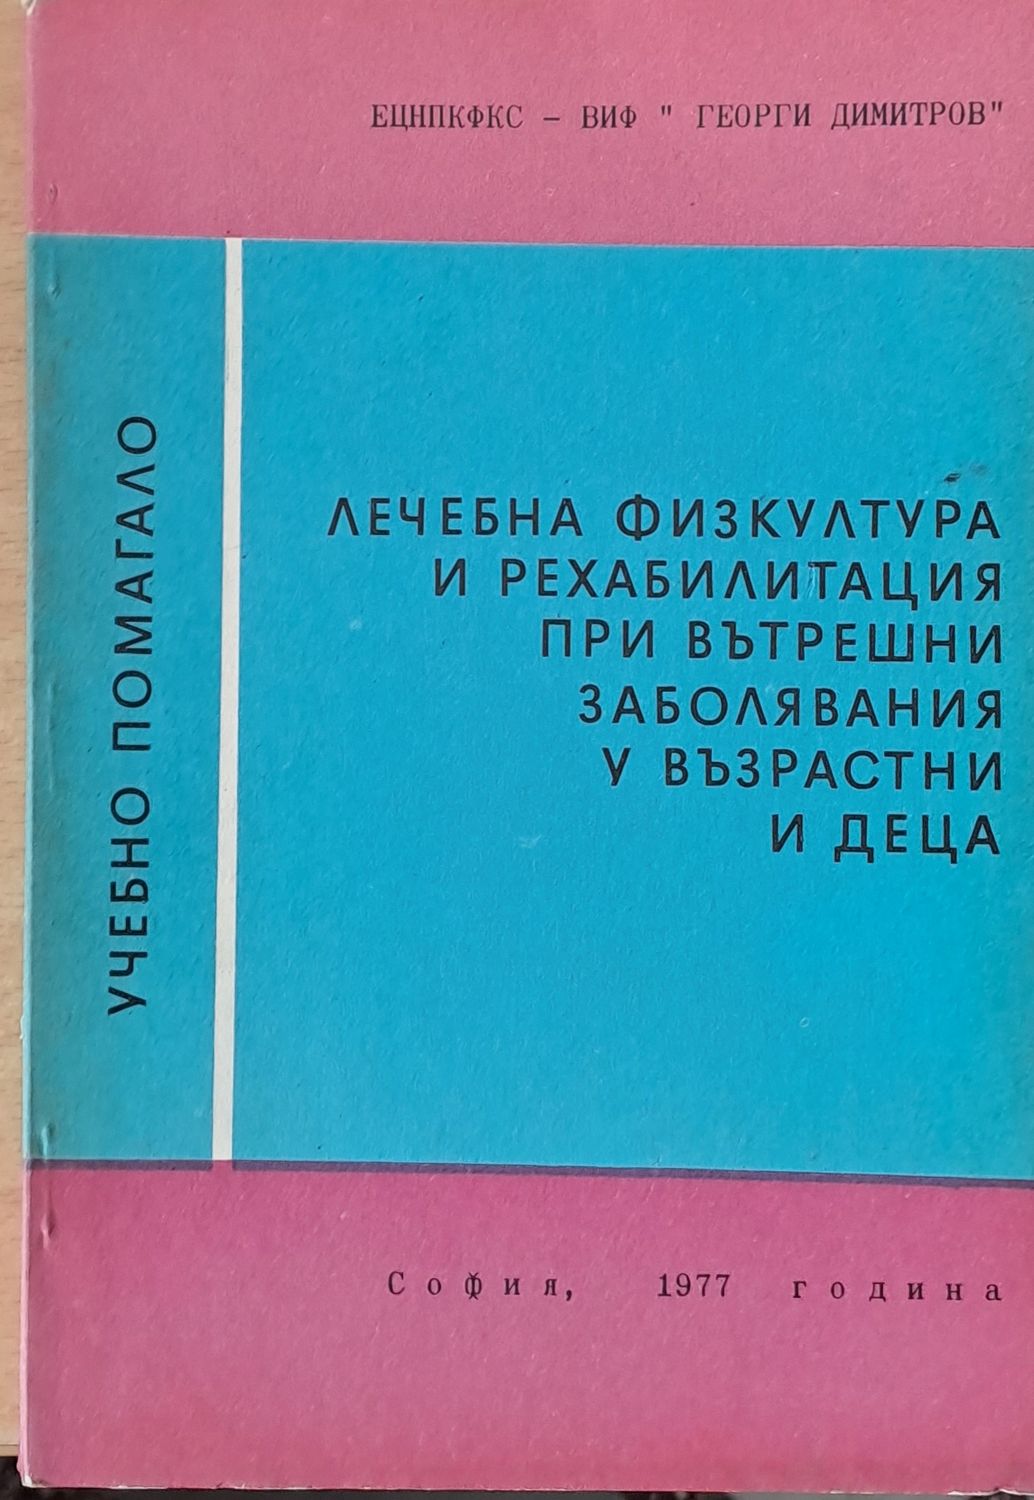 ЕЦНПКФКС – ВИФ " ГЕОРГИ ДИМИТРОВ"
УЧЕБНО ПОМАГАЛО
ЛЕЧЕБНА ФИЗКУЛТУРА
И РЕХАБИЛИТАЦИЯ
ПРИ ВЪТРЕШНИ
ЗАБОЛЯВАНИЯ
У ВЪЗРАСТНИ
И ДЕЦА
София, 1977 година